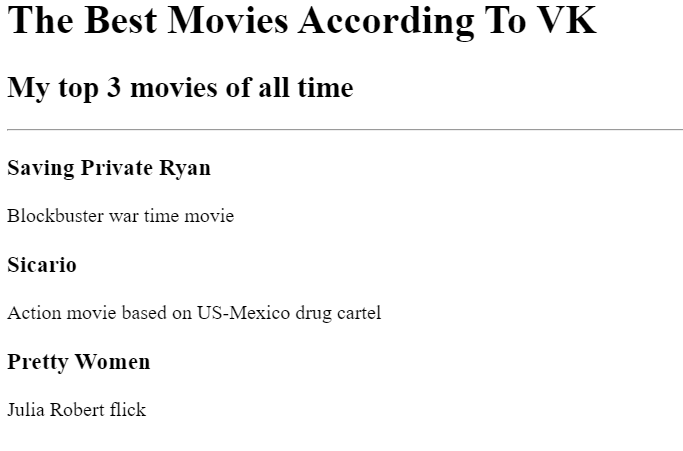 The Best Movies According To VK
My top 3 movies of all time
Saving Private Ryan
Blockbuster war time movie
Sicario
Action movie based on US-Mexico drug cartel
Pretty Women
Julia Robert flick